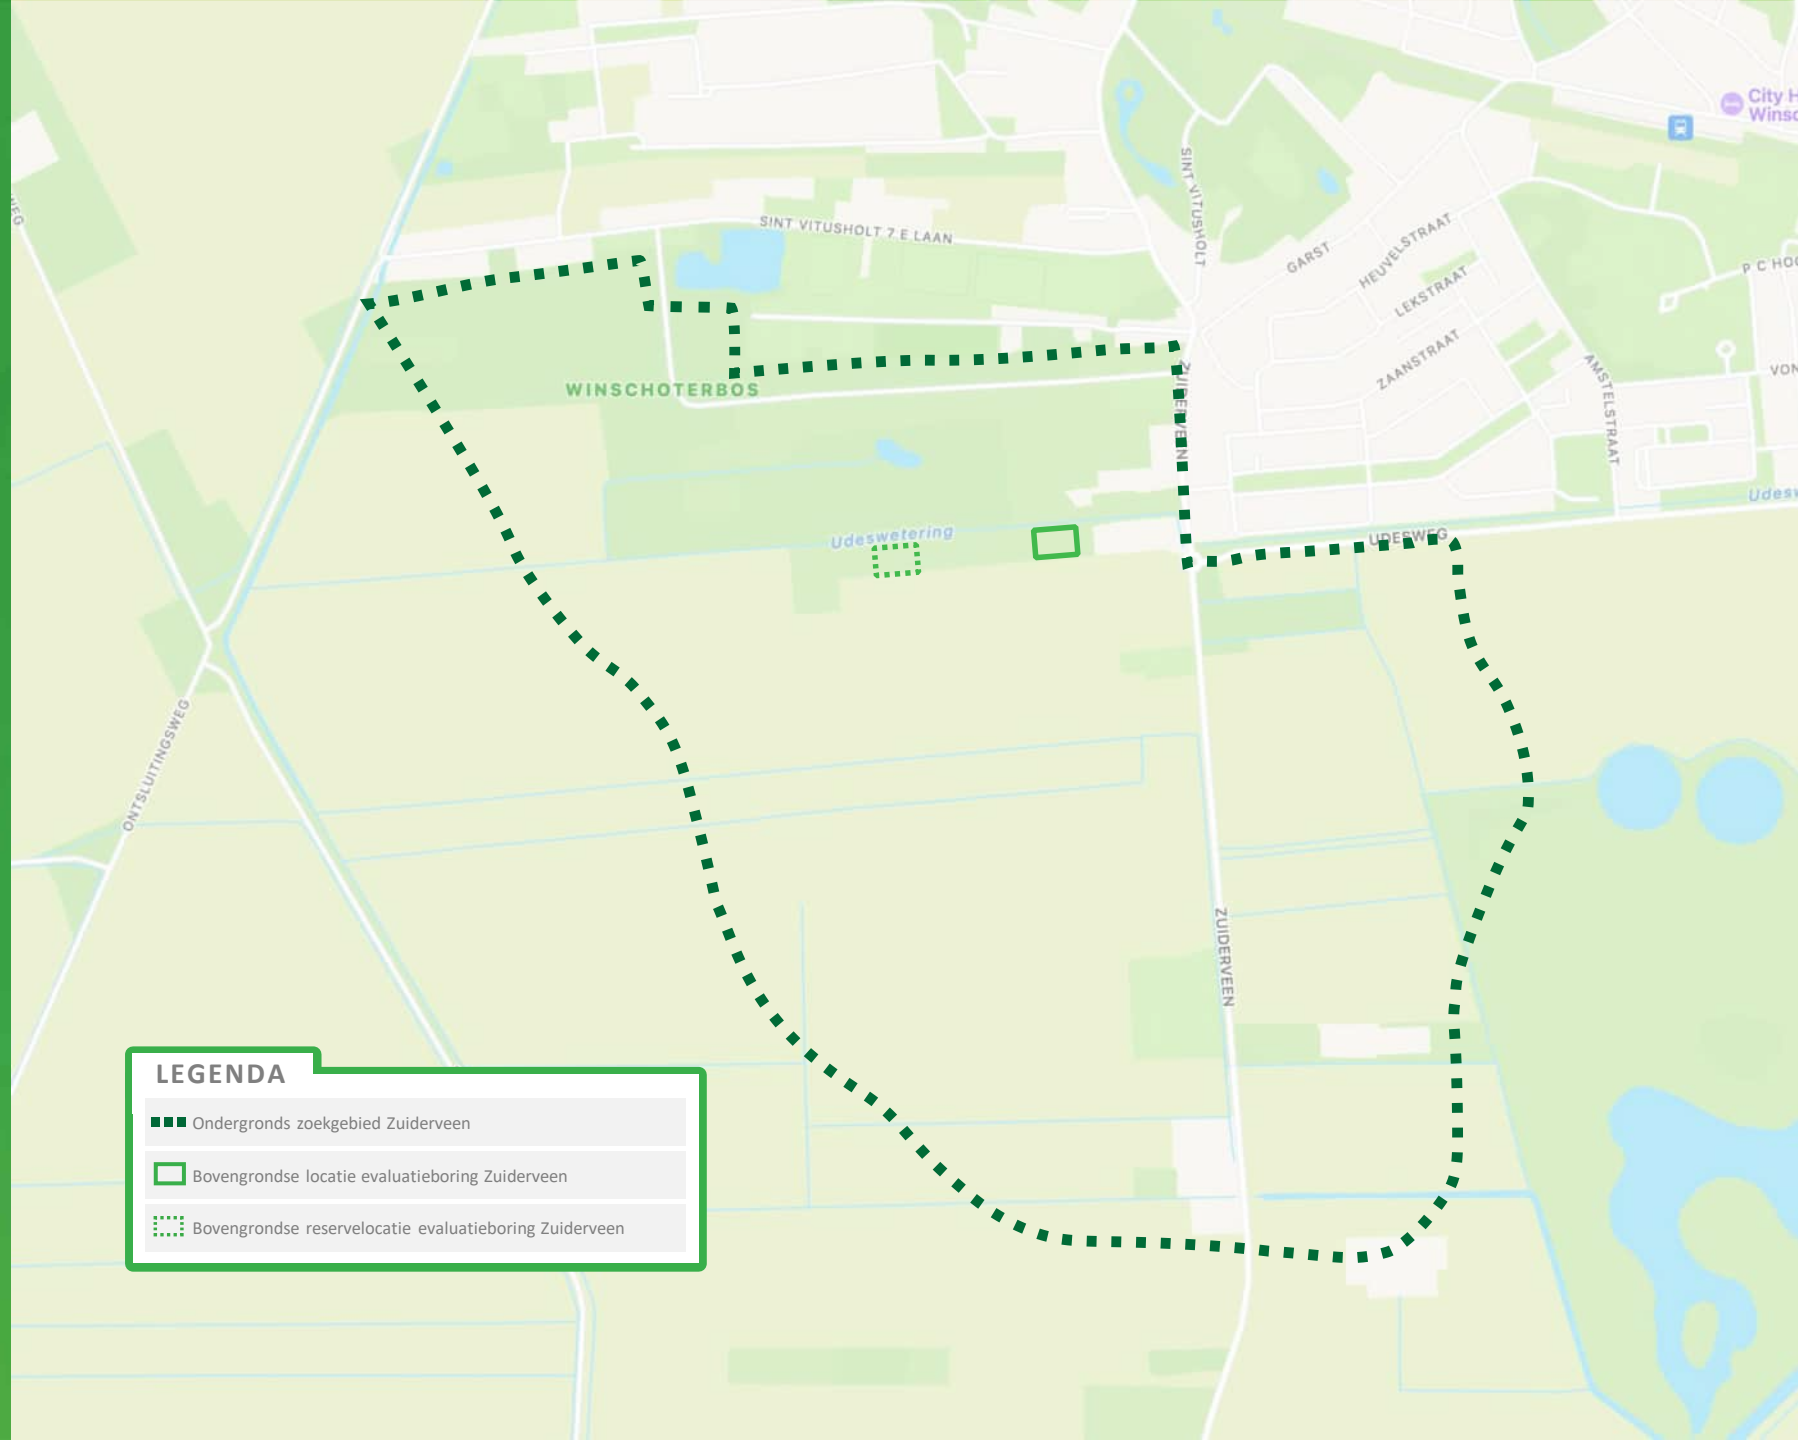 City H
Winsc
SINT VITUSHOLT
SINT VITUSHOLT 7 E LAAN
GARST
HEUVELSTRAAT
P C HOO
LEKSTRAAT
ZAANSTRAAT
WINSCHOTERBOS
ZUIDERVEEN
AMSTELSTRAAT
VON
Udesw
Udeswetering
UDESWEG
ONTSLUITINGSWEG
ZUIDERVEEN
LEGENDA
Ondergronds zoekgebied Zuiderveen
Bovengrondse locatie evaluatieboring Zuiderveen
Bovengrondse reservelocatie evaluatieboring Zuiderveen